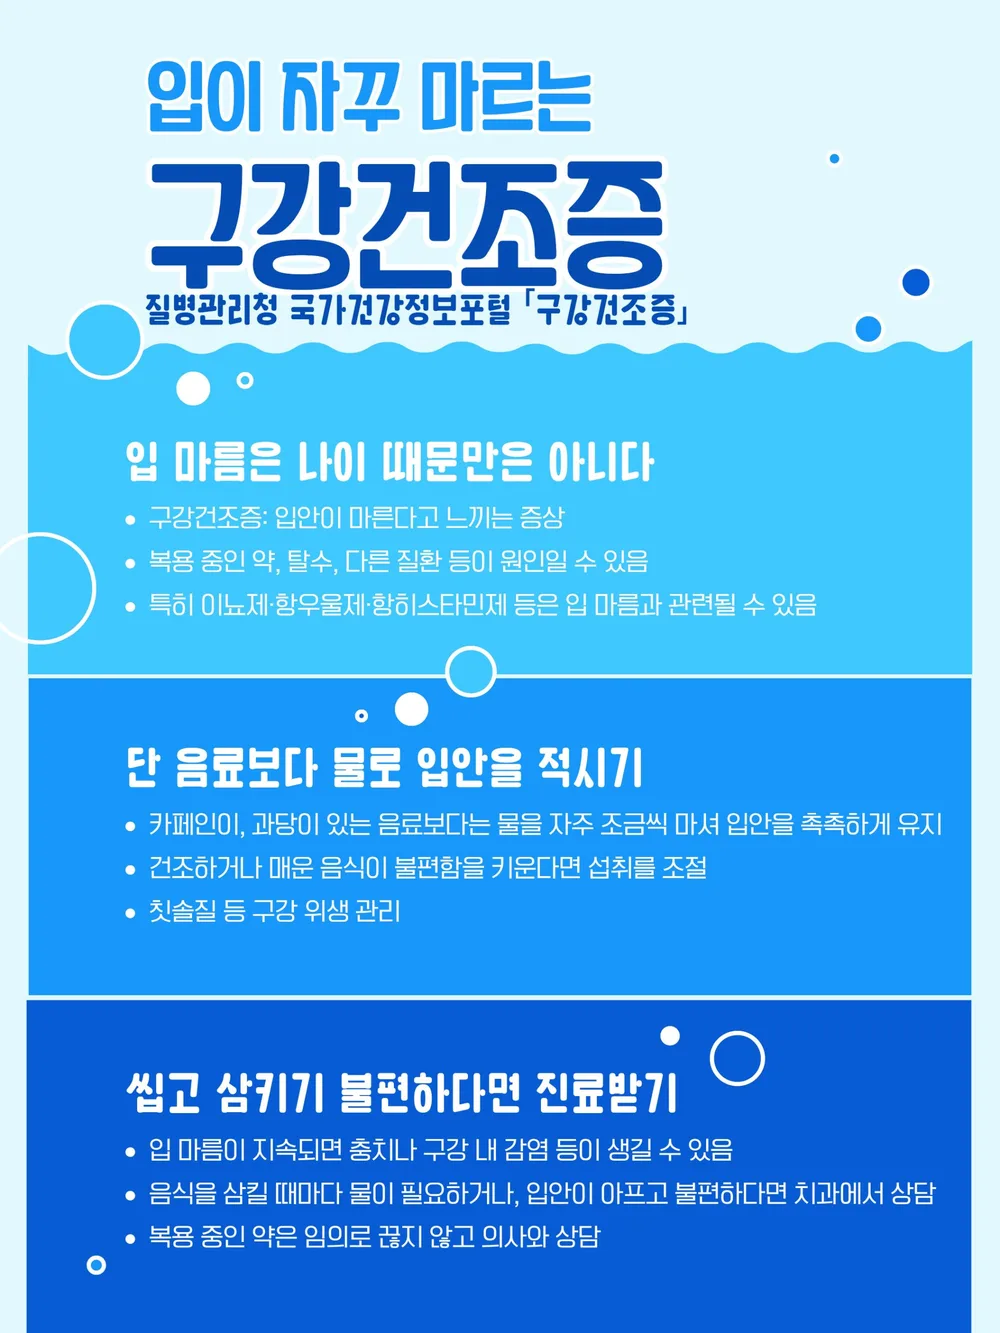 입이 자꾸 마르는
구강건조증
질병관리청 국가건강정보포털 「구강건조증」
입 마름은 나이 때문만은 아니다
• 구강건조증: 입안이 마른다고 느끼는 증상
• 복용 중인 약, 탈수, 다른 질환 등이 원인일 수 있음
• 특히 이뇨제·항우울제·항히스타민제 등은 입 마름과 관련될 수 있음
단 음료보다 물로 입안을 적시기
• 카페인이, 과당이 있는 음료보다는 물을 자주 조금씩 마셔 입안을 촉촉하게 유지
• 건조하거나 매운 음식이 불편함을 키운다면 섭취를 조절
• 칫솔질 등 구강 위생 관리
씹고 삼키기 불편하다면 진료받기
• 입 마름이 지속되면 충치나 구강 내 감염 등이 생길 수 있음
• 음식을 삼킬 때마다 물이 필요하거나, 입안이 아프고 불편하다면 치과에서 상담
• 복용 중인 약은 임의로 끊지 않고 의사와 상담